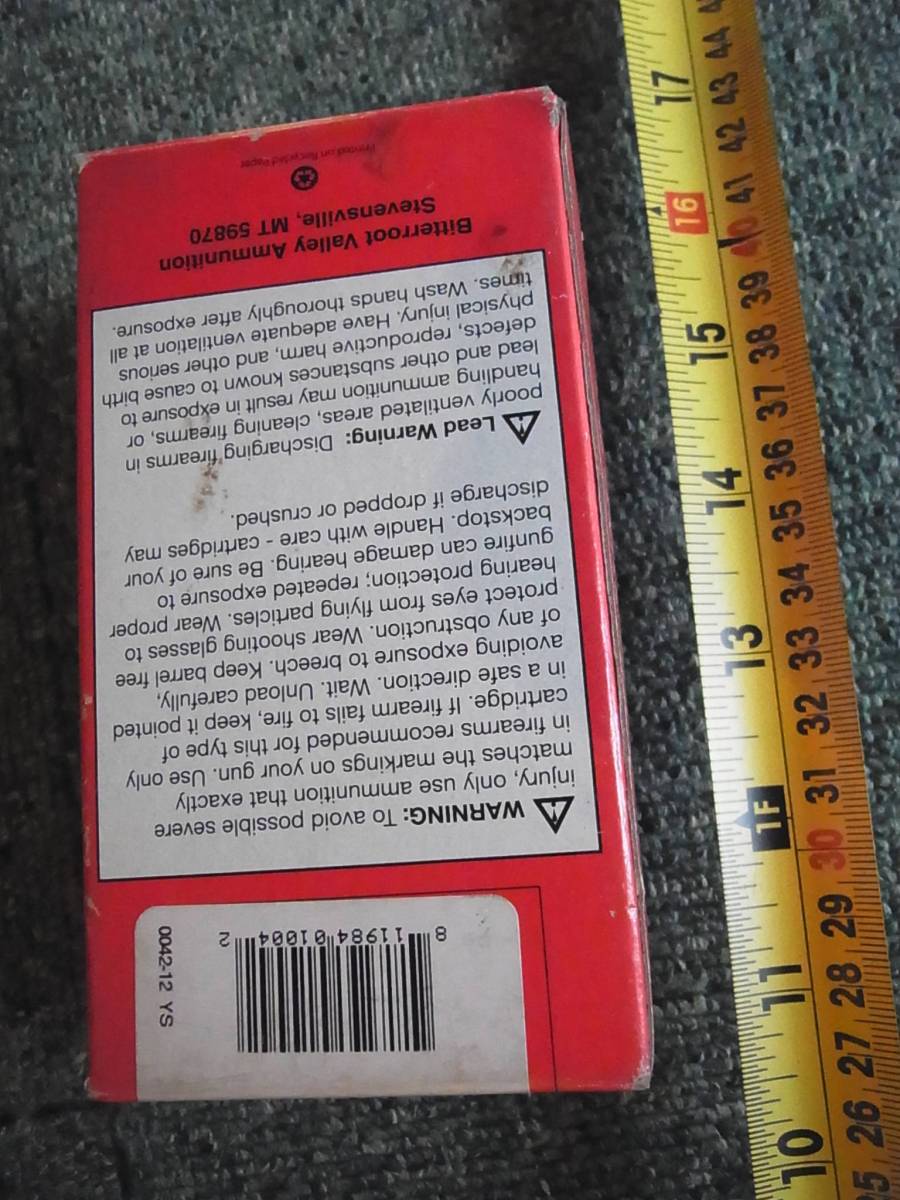 8 11984 01004 2
0042-12 YS
WARNING: To avoid possible severe
injury, only use ammunition that exactly
matches the markings on your gun. Use only
in firearms recommended for this type of
cartridge. If firearm fails to fire, keep it pointed
in a safe direction. Wait. Unload carefully,
avoiding exposure to breech. Keep barrel free
of any obstruction. Wear shooting glasses to
protect eyes from flying particles. Wear proper
hearing protection; repeated exposure to
gunfire can damage hearing. Be sure of your
backstop. Handle with care - cartridges may
discharge if dropped or crushed.
Lead Warning: Discharging firearms in
poorly ventilated areas, cleaning firearms, or
handling ammunition may result in exposure to
lead and other substances known to cause birth
defects, reproductive harm, and other serious
physical injury. Have adequate ventilation at all
times. Wash hands thoroughly after exposure.
Bitterroot Valley Ammunition
Stevensville, MT 59870
Printed on Recycled Paper
10 11 1F 13 14 15 16 17
26 27 28 29 30 31 32 33 34 35 36 37 38 39 40 41 42 43 44